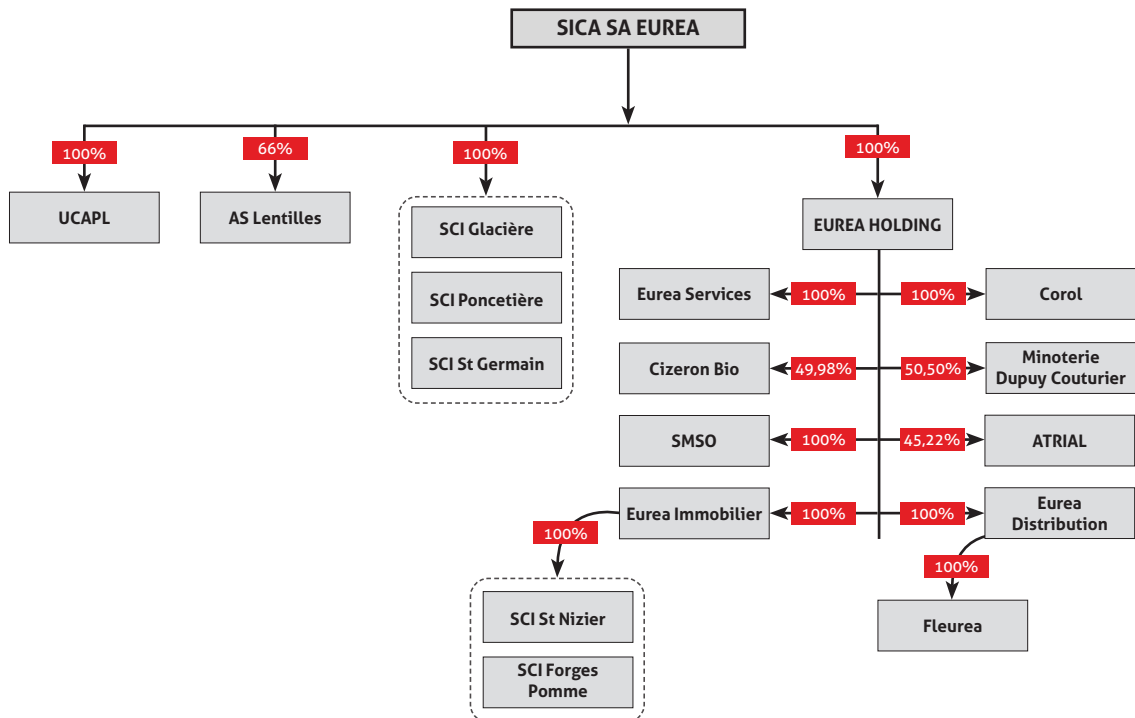 SICA SA EUREA
100%
66%
100%
100%
UCAPL
AS Lentilles
SCI Glacière
SCI Poncetière
SCI St Germain
EUREA HOLDING
Eurea Services
100%
100%
Corol
Cizeron Bio
49,98%
50,50%
Minoterie
Dupuy Couturier
SMSO
100%
45,22%
ATRIAL
Eurea Immobilier
100%
100%
Eurea
Distribution
100%
100%
SCI St Nizier
SCI Forges
Pomme
Fleurea